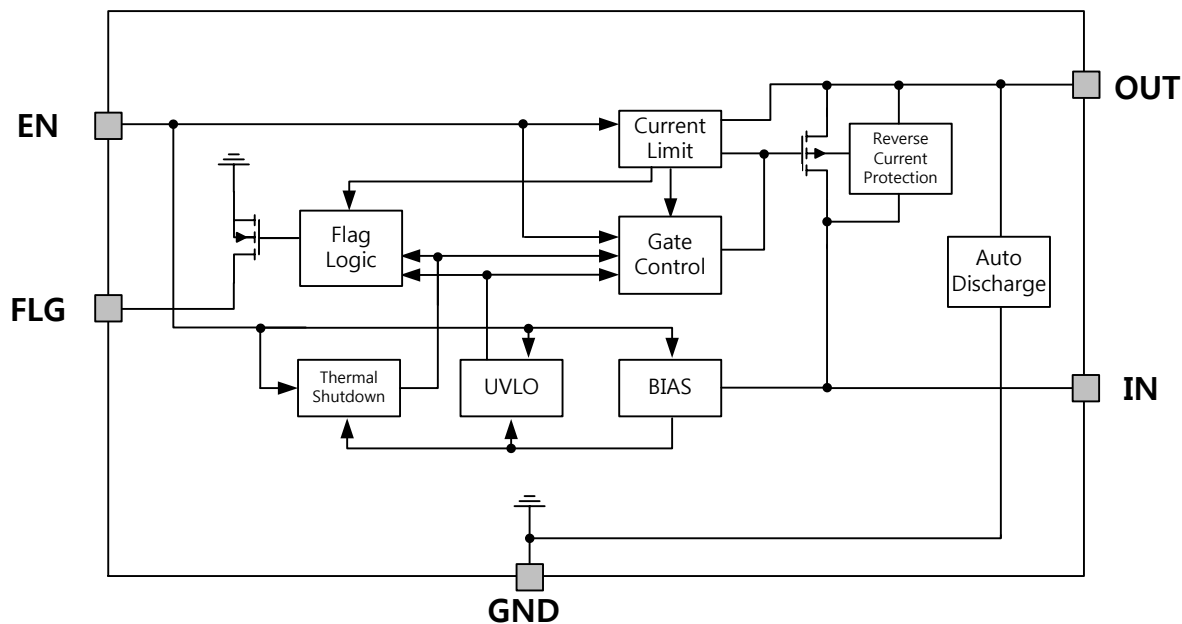 OUT
EN
Current
Limit
Reverse
Current
Protection
Flag
Logic
Gate
Control
Auto
Discharge
FLG
Thermal
Shutdown
UVLO
BIAS
IN
GND